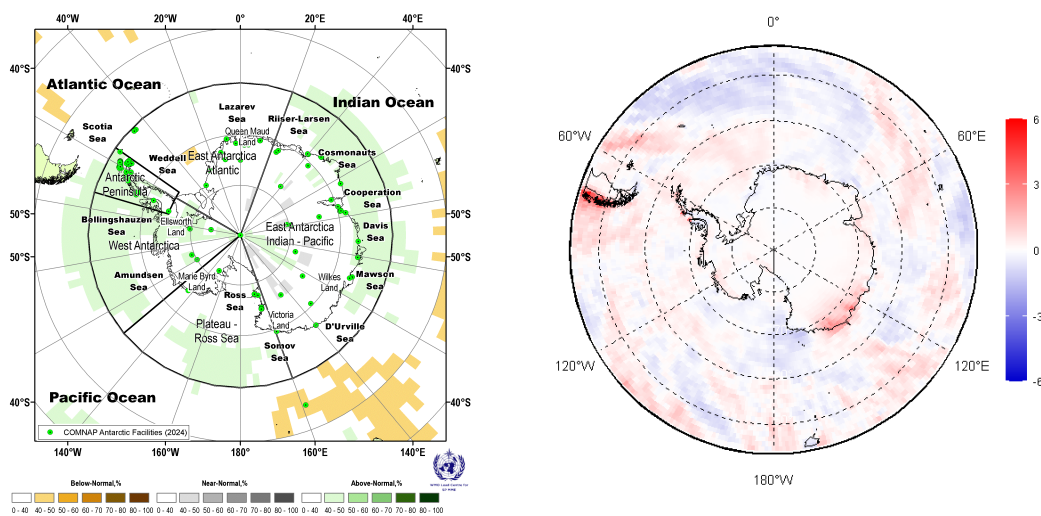 40°W 20°W 0° 20°E 40°E
0°
40°S 40°S
Atlantic Ocean
Indian Ocean
Lazarev
Sea
Riiser-Larsen
Sea
Scotia
Sea
Queen Maud
Land
Weddell
Sea
East Antarctica
Atlantic
Cosmonauts
Sea
Antarctic
Peninsula
Cooperation
Sea
50°S 50°S
Bellingshauzen
Sea
Ellsworth
Land
West Antarctica
East Antarctica
Indian - Pacific
Davis
Sea
50°S 50°S
Amundsen
Sea
Marie Byrd
Land
Wilkes
Land
Mawson
Sea
Ross
Sea
Victoria
Land
Plateau -
Ross Sea
D'Urville
Sea
Somov
Sea
Pacific Ocean
40°S 40°S
COMNAP Antarctic Facilities (2024)
140°W 160°W 180° 160°E 140°E
Below-Normal,% Near-Normal,% Above-Normal,%
0 - 40 40 - 50 50 - 60 60 - 70 70 - 80 80 - 100 0 - 40 40 - 50 50 - 60 60 - 70 70 - 80 80 - 100 0 - 40 40 - 50 50 - 60 60 - 70 70 - 80 80 - 100
60°W 60°E
120°W 120°E
180°W
6
3
0
-3
-6